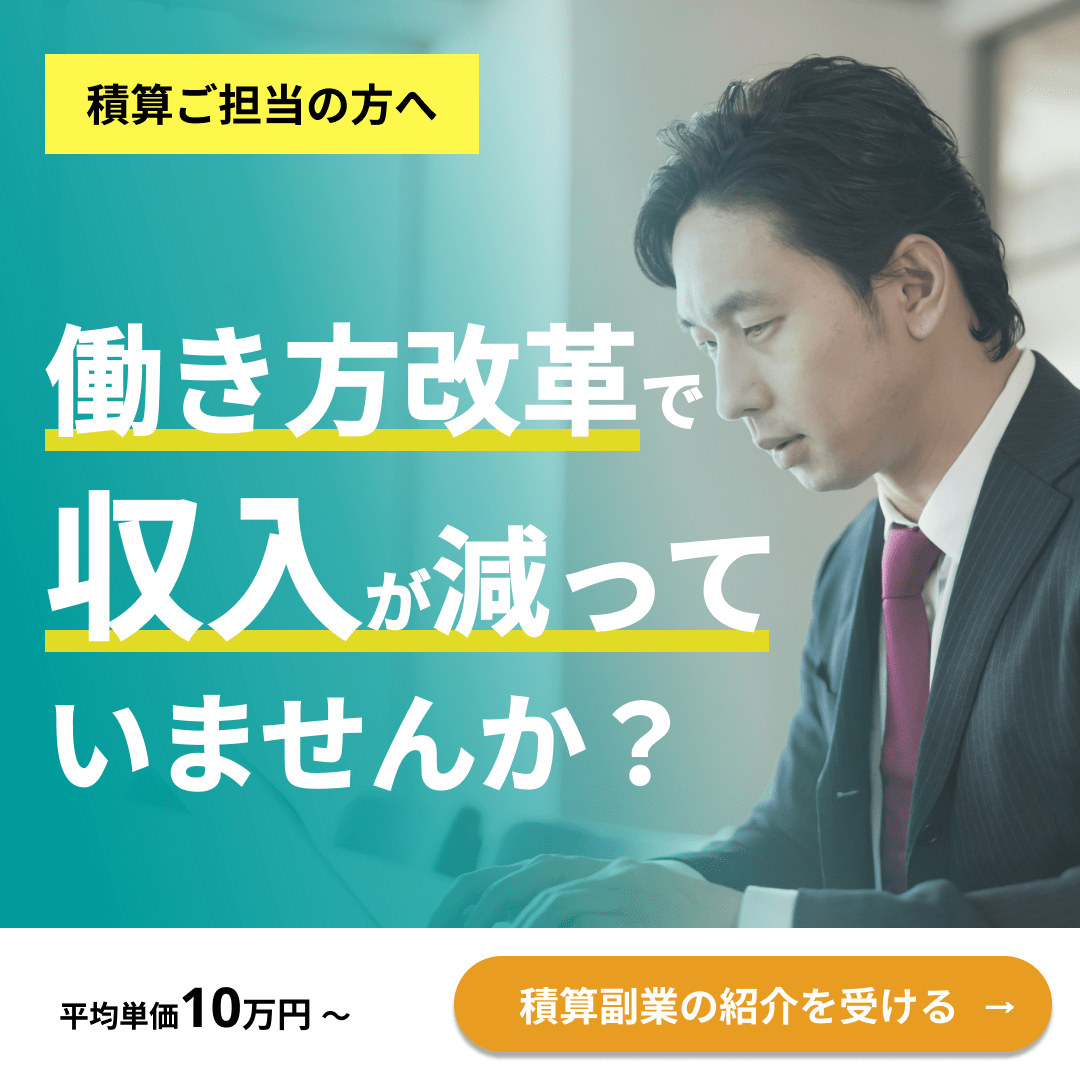 積算ご担当の方へ
働き方改革で
収入が減って
いませんか？
平均単価10万円 ～
積算副業の紹介を受ける →